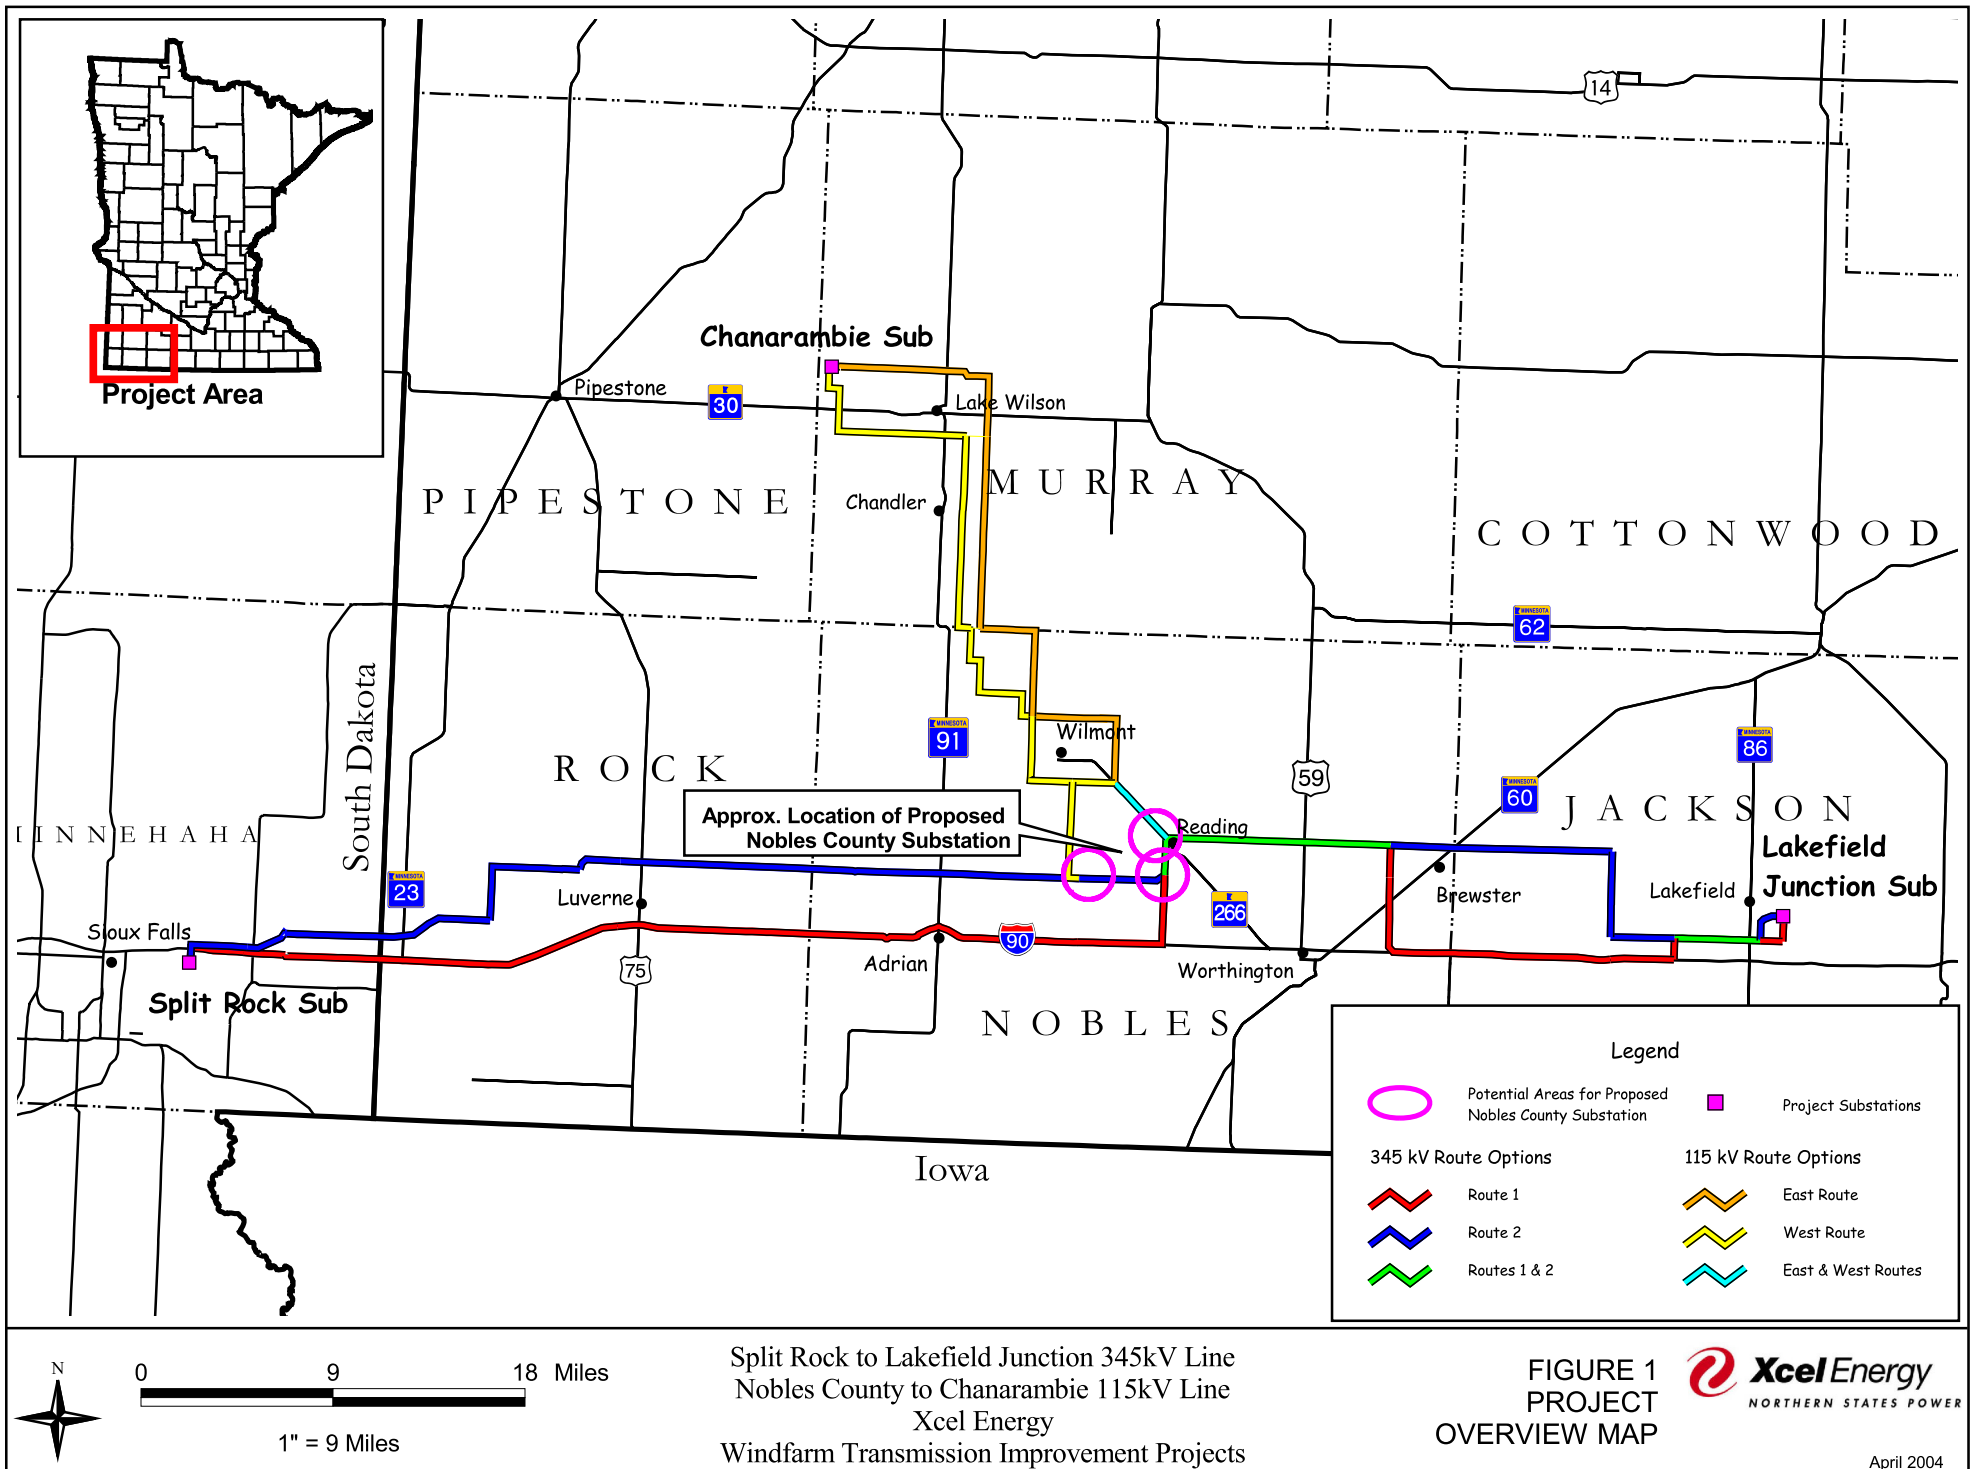 Project Area
14
Chanarambie Sub
Pipestone
30
Lake Wilson
PIPESTONE
MURRAY
Chandler
COTTONWOOD
MINNESOTA
62
South Dakota
MINNESOTA
91
Wilmont
MINNESOTA
86
59
MINNESOTA
60
ROCK
JACKSON
INNEHAHA
Approx. Location of Proposed
Nobles County Substation
Reading
Lakefield
Junction Sub
MINNESOTA
23
Luverne
Lakefield
Brewster
266
Sioux Falls
90
Adrian
75
Worthington
Split Rock Sub
NOBLES
Iowa
Legend
Potential Areas for Proposed
Nobles County Substation
Project Substations
345 kV Route Options
115 kV Route Options
Route 1
East Route
Route 2
West Route
Routes 1 & 2
East & West Routes
N
0 9 18 Miles
1" = 9 Miles
Split Rock to Lakefield Junction 345kV Line
Nobles County to Chanarambie 115kV Line
Xcel Energy
Windfarm Transmission Improvement Projects
FIGURE 1
PROJECT
OVERVIEW MAP
Xcel Energy
NORTHERN STATES POWER
April 2004